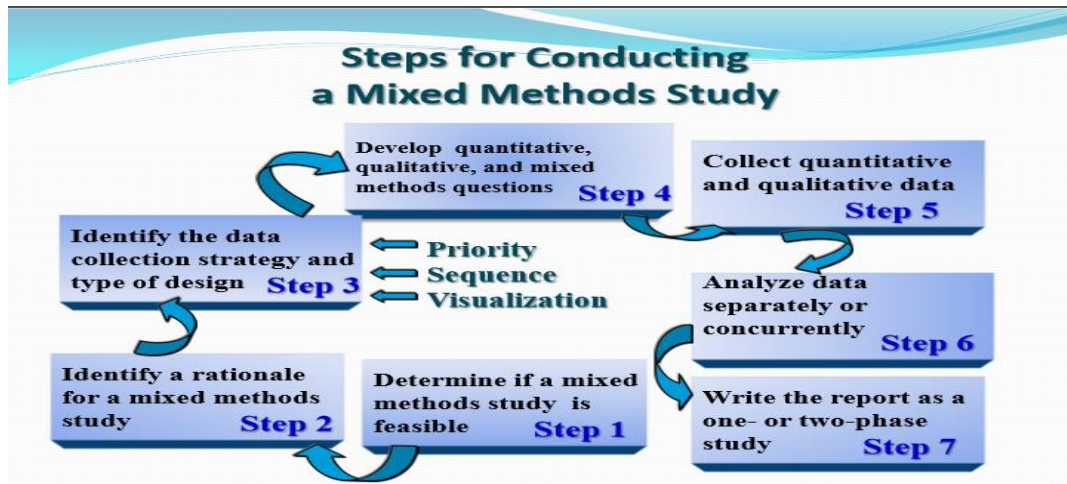 Steps for Conducting
a Mixed Methods Study
Determine if a mixed
methods study is
feasible
Step 1
Identify a rationale
for a mixed methods
study
Step 2
Identify the data
collection strategy and
type of design
Step 3
Priority
Sequence
Visualization
Develop quantitative,
qualitative, and mixed
methods questions
Step 4
Collect quantitative
and qualitative data
Step 5
Analyze data
separately or
concurrently
Step 6
Write the report as a
one- or two-phase
study
Step 7